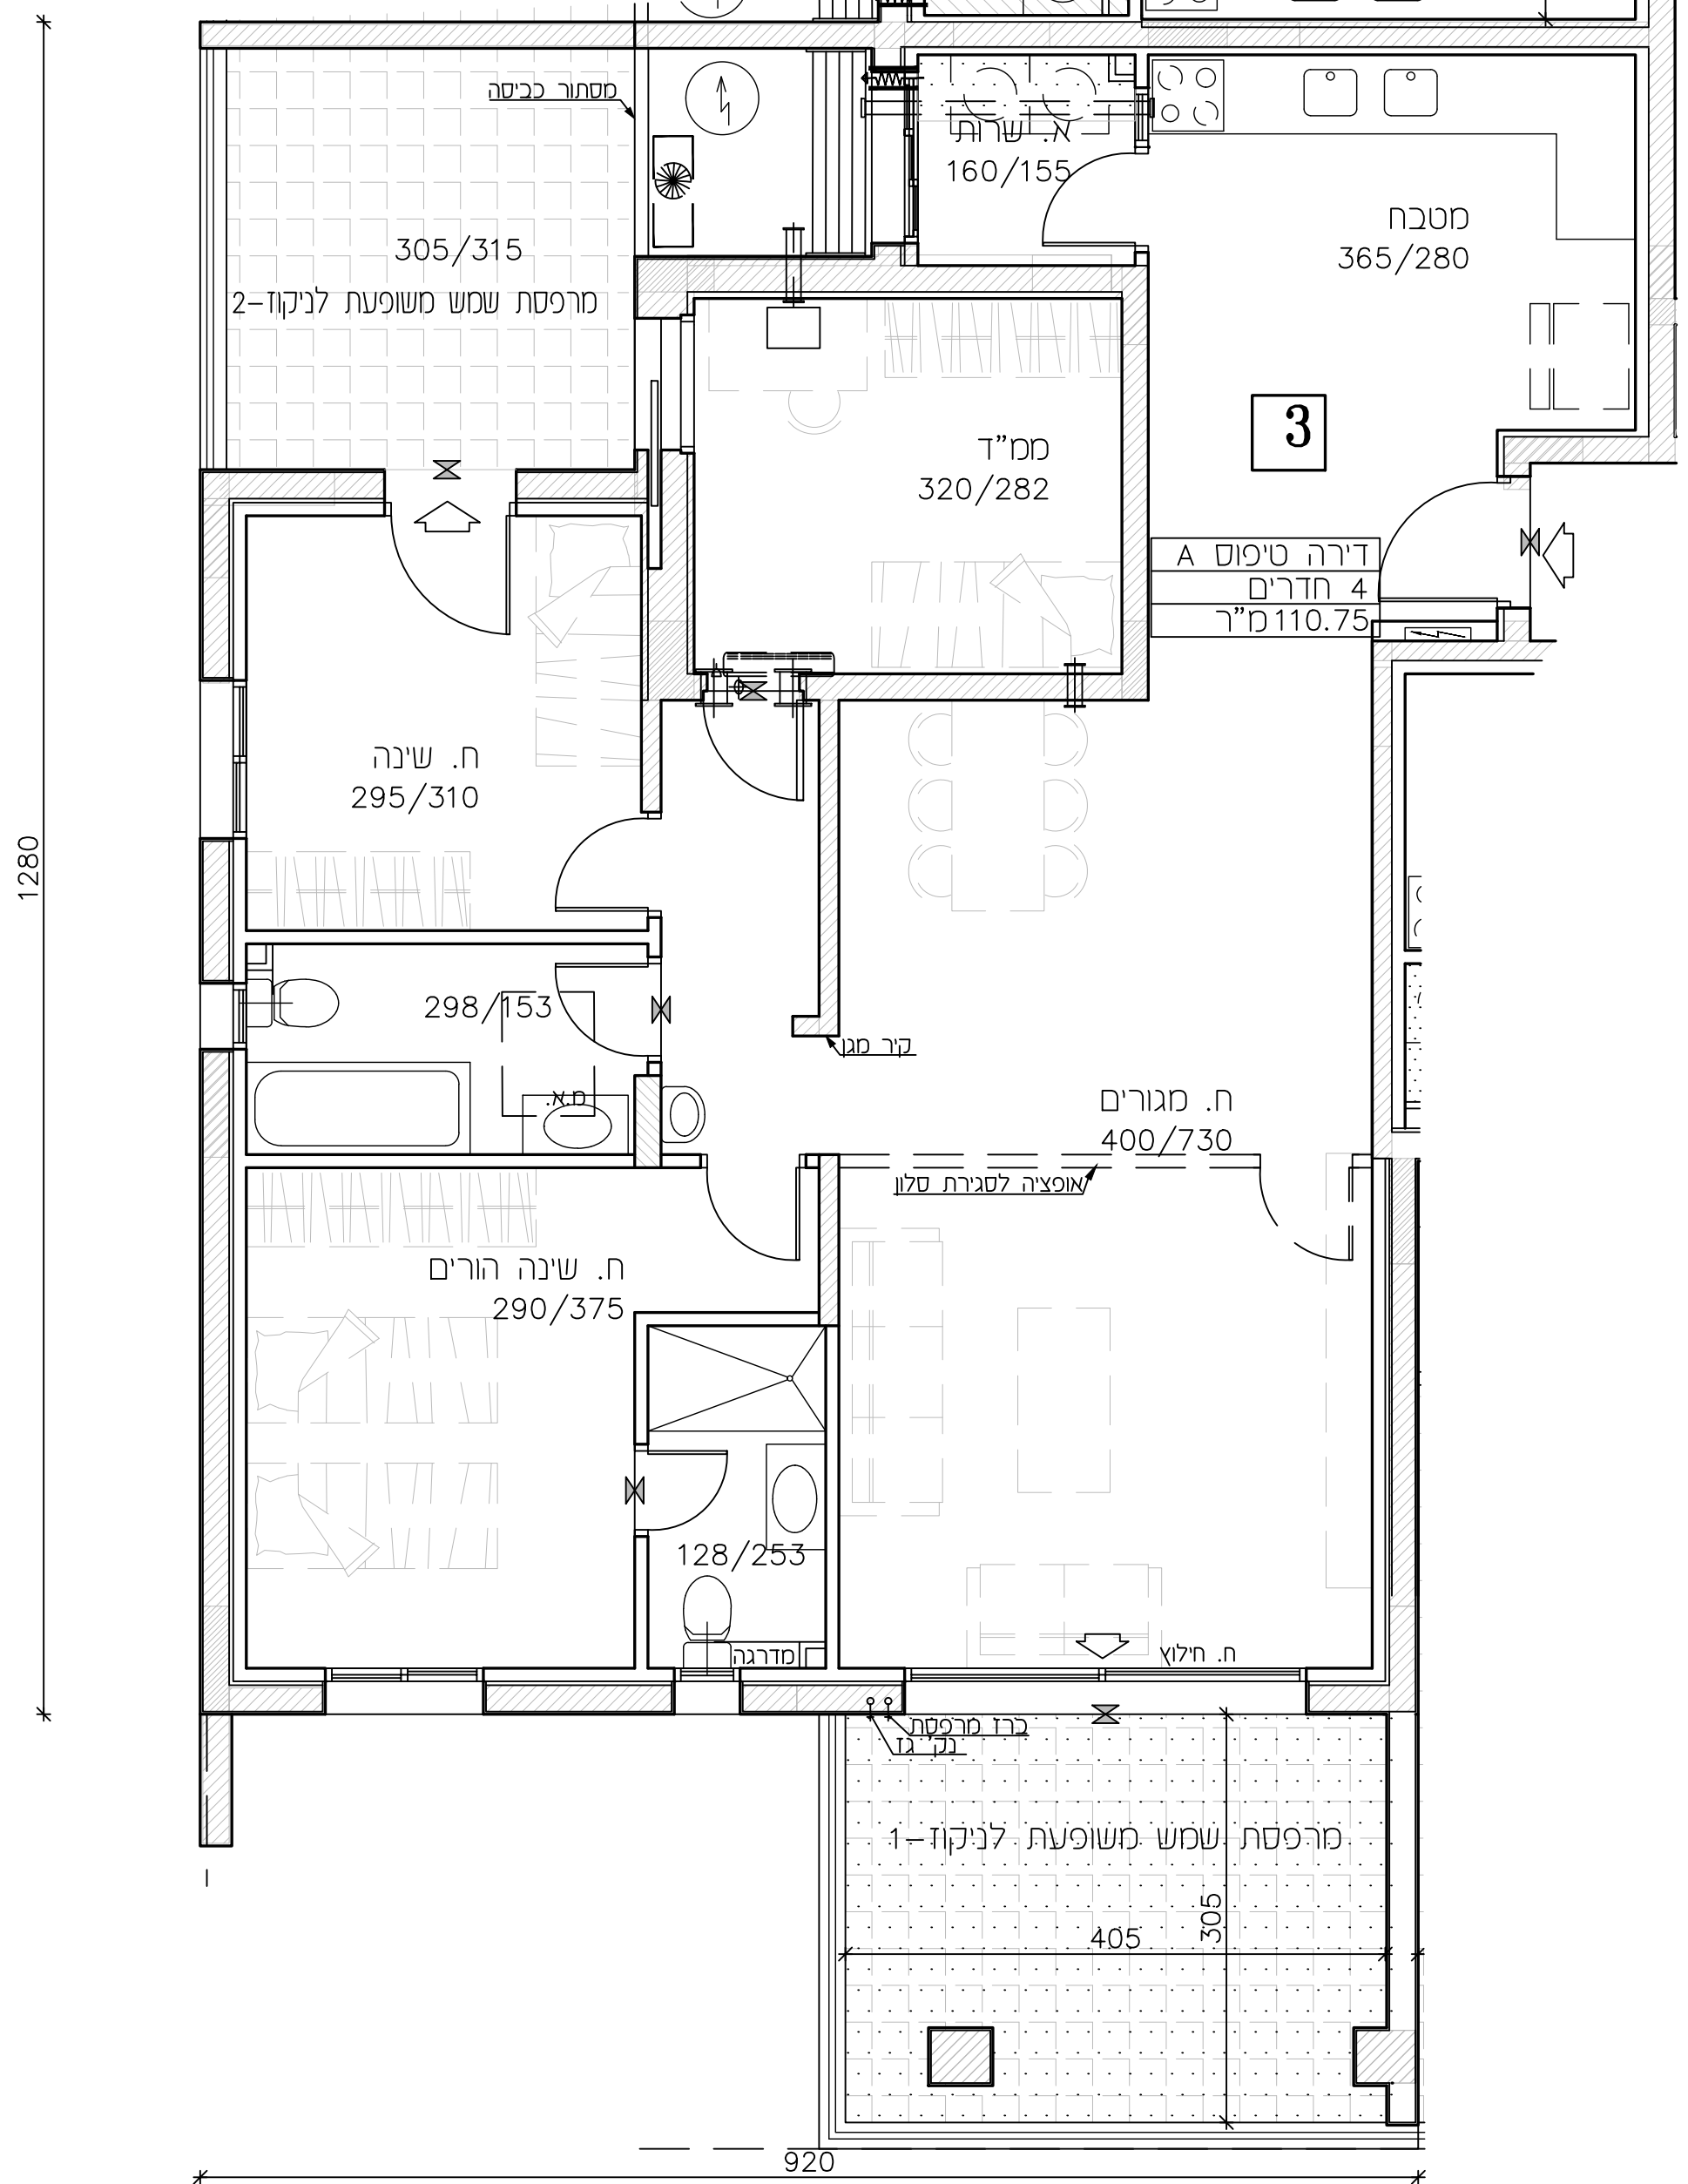 מסתור כביסה
א. שרות
160/155
מטבח
365/280
305/315
מרפסת שמש משופעת לניקוז-2
3
ממ"ד
320/282
דירה טיפוס A
4 חדרים
110.75 מ"ר
ח. שינה
295/310
1280
298/153
קיר מגן
מ.א.
ח. מגורים
400/730
אופציה לסגירת סלון
ח. שינה הורים
290/375
128/253
מדרגה
ח. חילוץ
ברז מרפסת
נק' גז
מרפסת שמש משופעת לניקוז-1
305
405
920